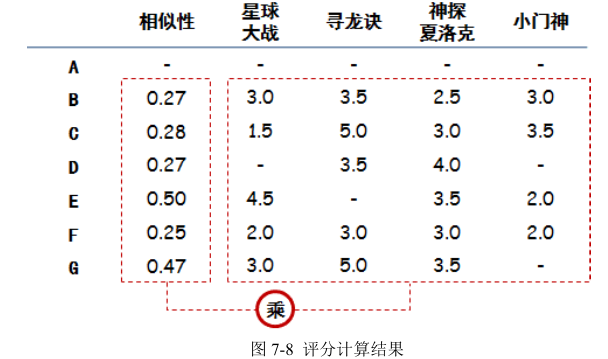 相似性 星球大战 寻龙诀 神探夏洛克 小门神
A - - - - -
B 0.27 3.0 3.5 2.5 3.0
C 0.28 1.5 5.0 3.0 3.5
D 0.27 - 3.5 4.0 -
E 0.50 4.5 - 3.5 2.0
F 0.25 2.0 3.0 3.0 2.0
G 0.47 3.0 5.0 3.5 -
乘
图 7-8 评分计算结果